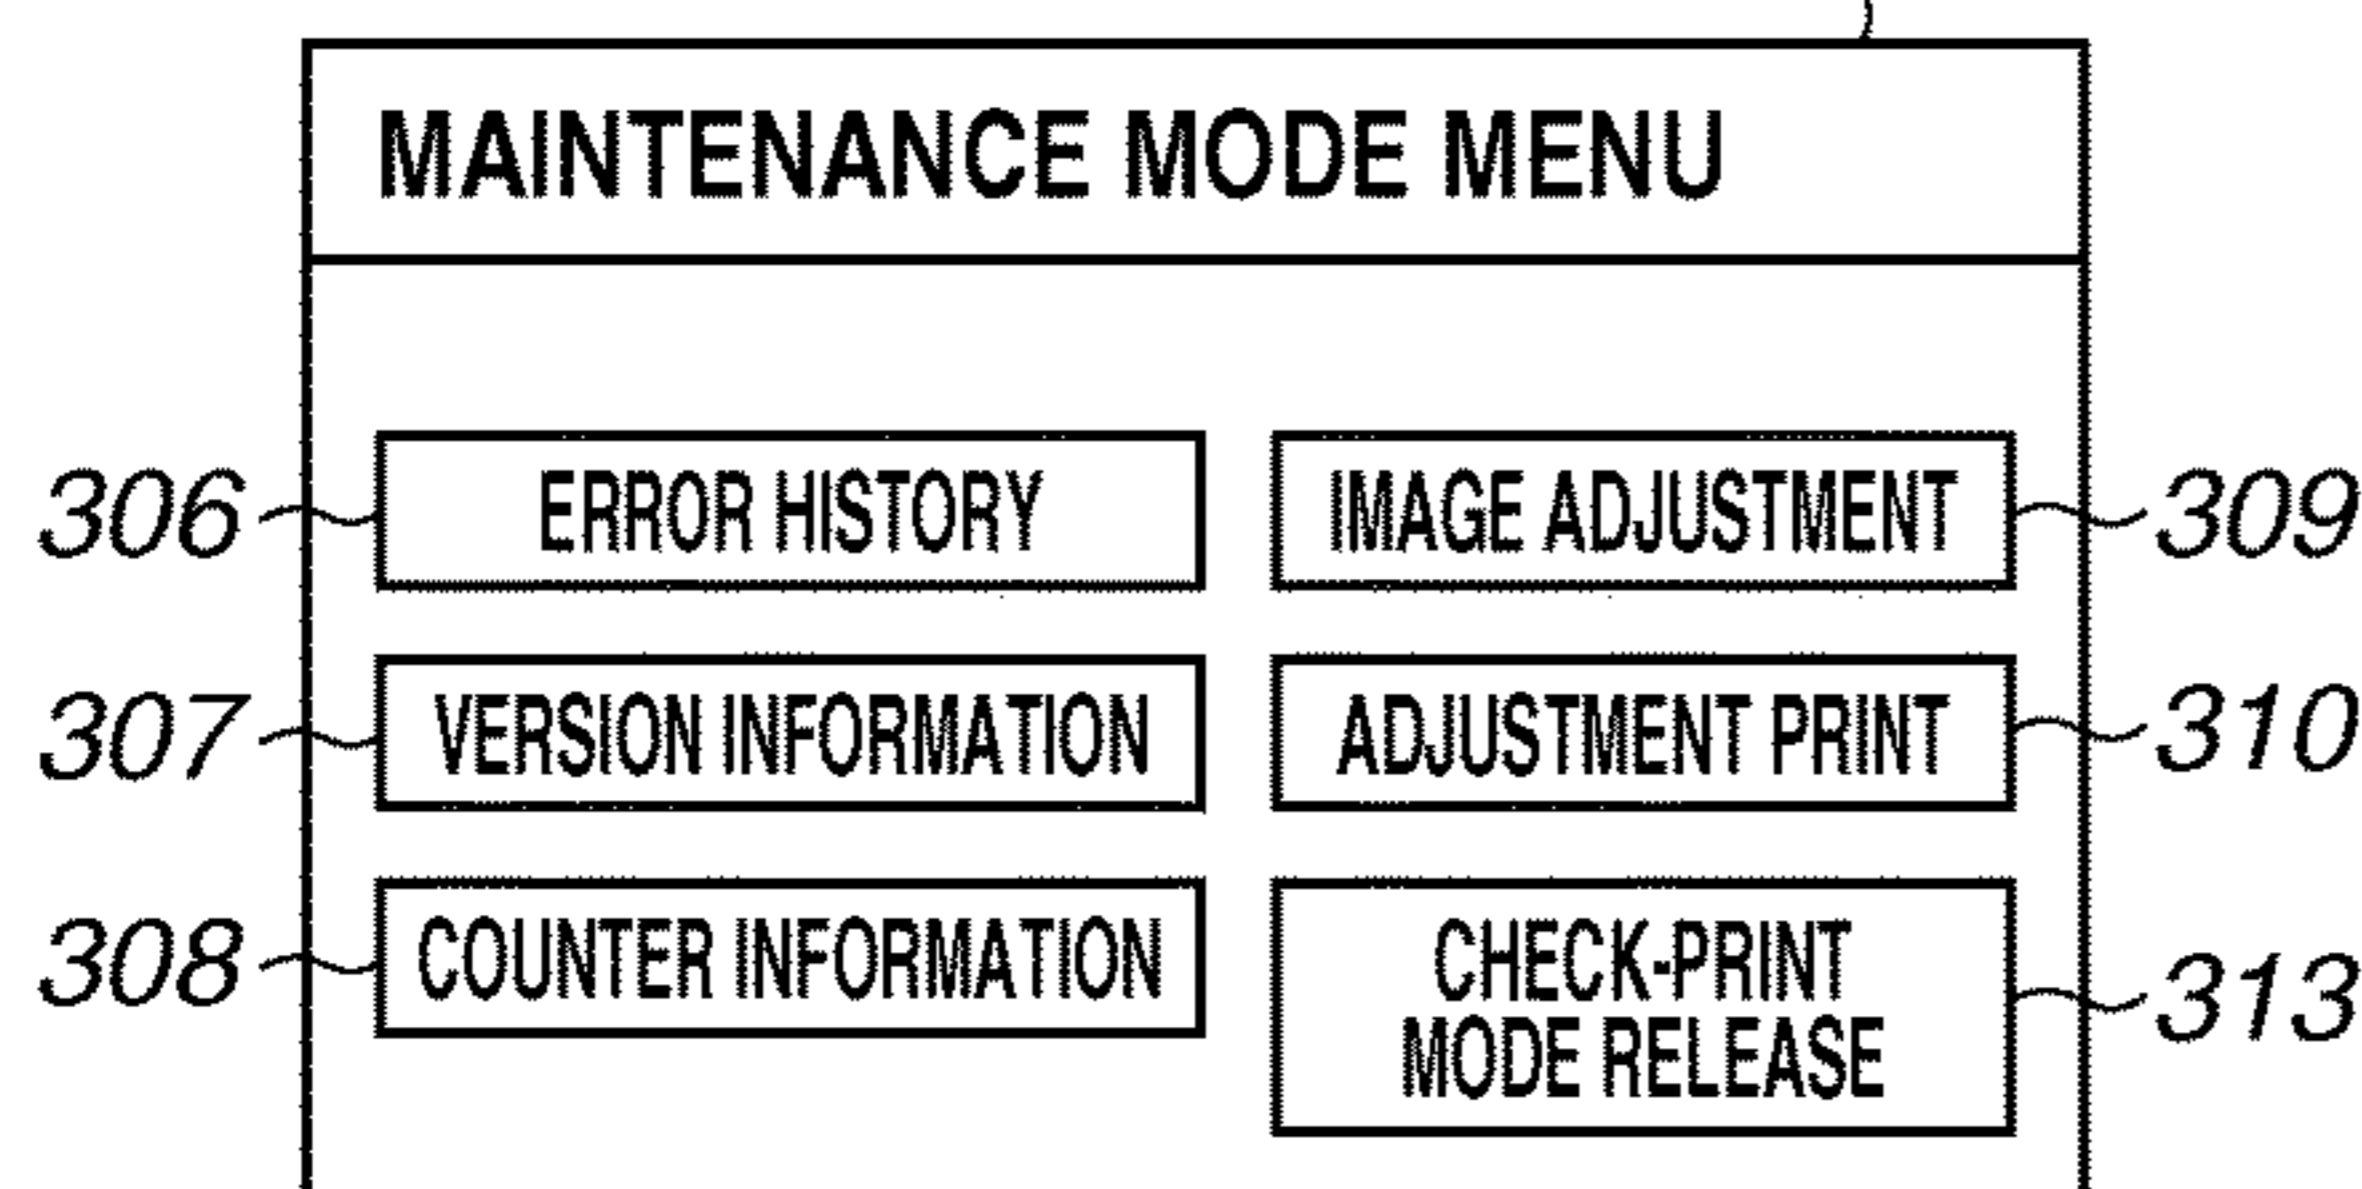 MAINTENANCE MODE MENU
306 ERROR HISTORY IMAGE ADJUSTMENT 309
307 VERSION INFORMATION ADJUSTMENT PRINT 310
308 COUNTER INFORMATION CHECK-PRINT
MODE RELEASE 313